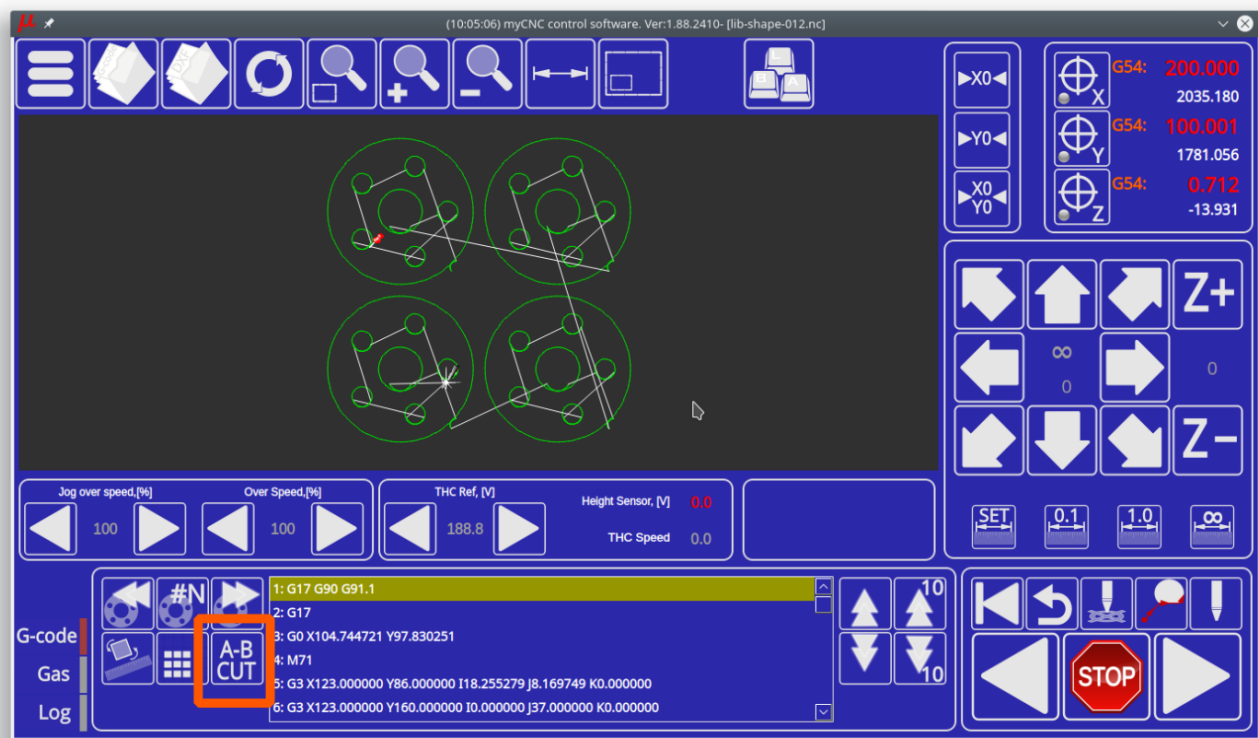 (10:05:06) myCNC control software. Ver:1.88.2410- [lib-shape-012.nc]
DXF
L
B A
►X0◄
►Y0◄
►X0◄
Y0
X
G54: 200.000
2035.180
Y
G54: 100.001
1781.056
Z
G54: 0.712
-13.931
Z+
∞
0
0
Z-
SET
0.1
1.0
∞
Jog over speed,[%]
100
Over Speed,[%]
100
THC Ref, [V]
188.8
Height Sensor, [V] 0.0
THC Speed 0.0
G-code
Gas
Log
#N
A-B
CUT
1: G17 G90 G91.1
2: G17
3: G0 X104.744721 Y97.830251
4: M71
5: G3 X123.000000 Y86.000000 I18.255279 J8.169749 K0.000000
6: G3 X123.000000 Y160.000000 I0.000000 J37.000000 K0.000000
10
10
STOP